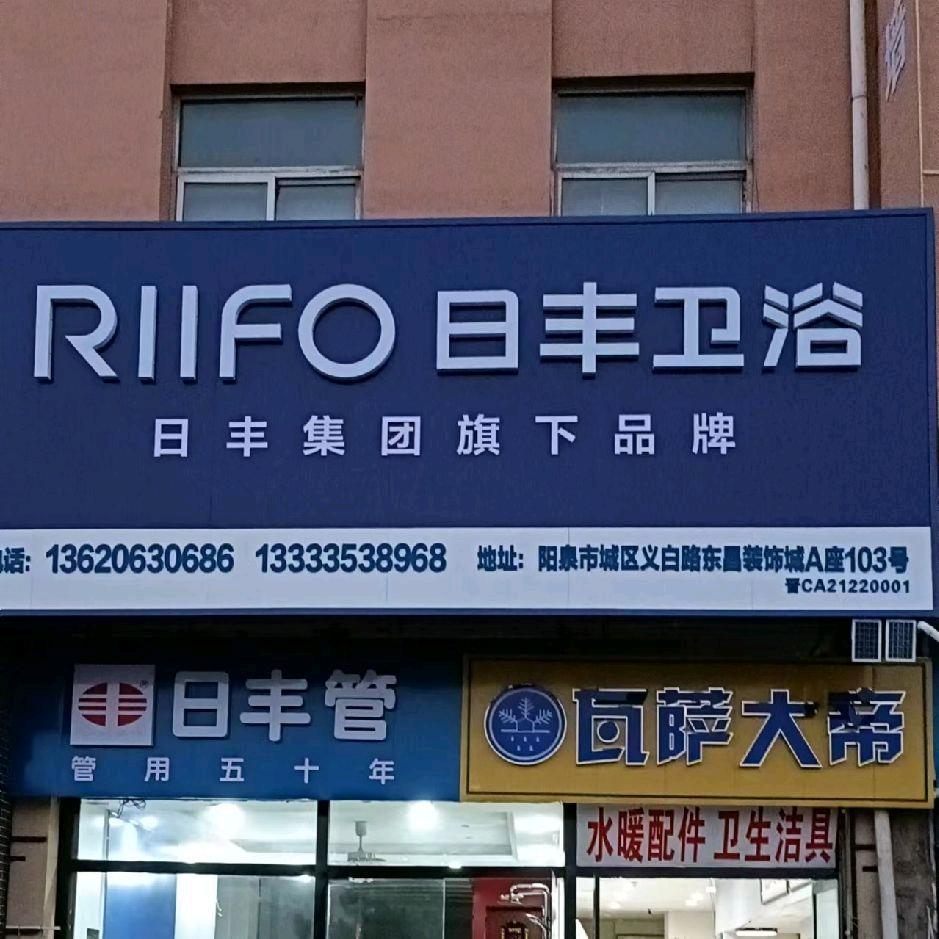 RIIFO 日丰卫浴
日丰集团旗下品牌
电话: 13620630686 13333538968 地址: 阳泉市城区义白路东昌装饰城A座103号
晋CA21220001
日丰管
管用五十年
瓦萨大帝
水暖配件 卫生洁具